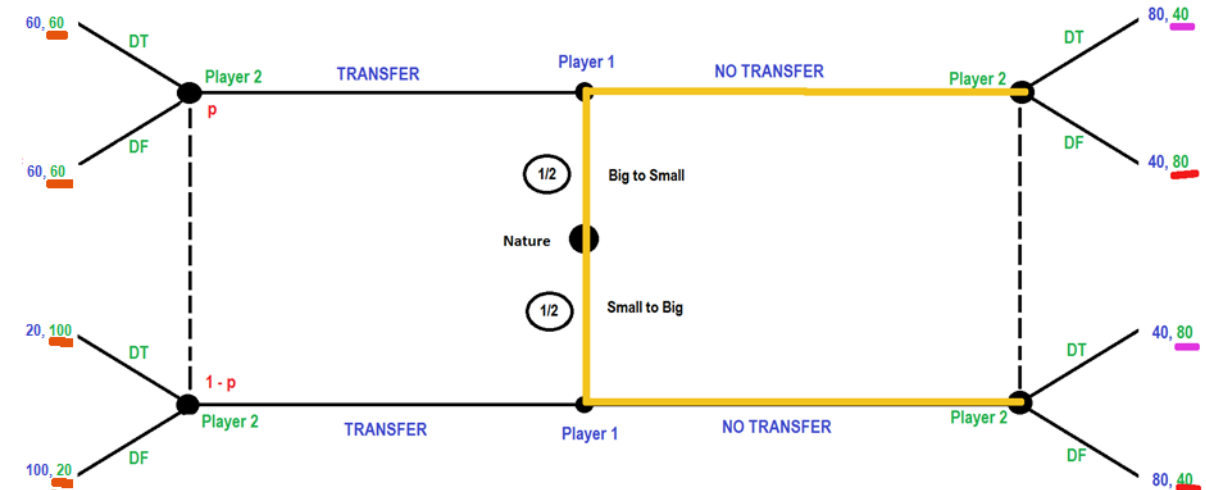 60, 60
DT
Player 2
TRANSFER
Player 1
NO TRANSFER
Player 2
DT
80, 40
p
DF
60, 60
DF
40, 80
1/2
Big to Small
Nature
1/2
Small to Big
20, 100
DT
1 - p
Player 2
TRANSFER
Player 1
NO TRANSFER
Player 2
DT
40, 80
DF
100, 20
DF
80, 40